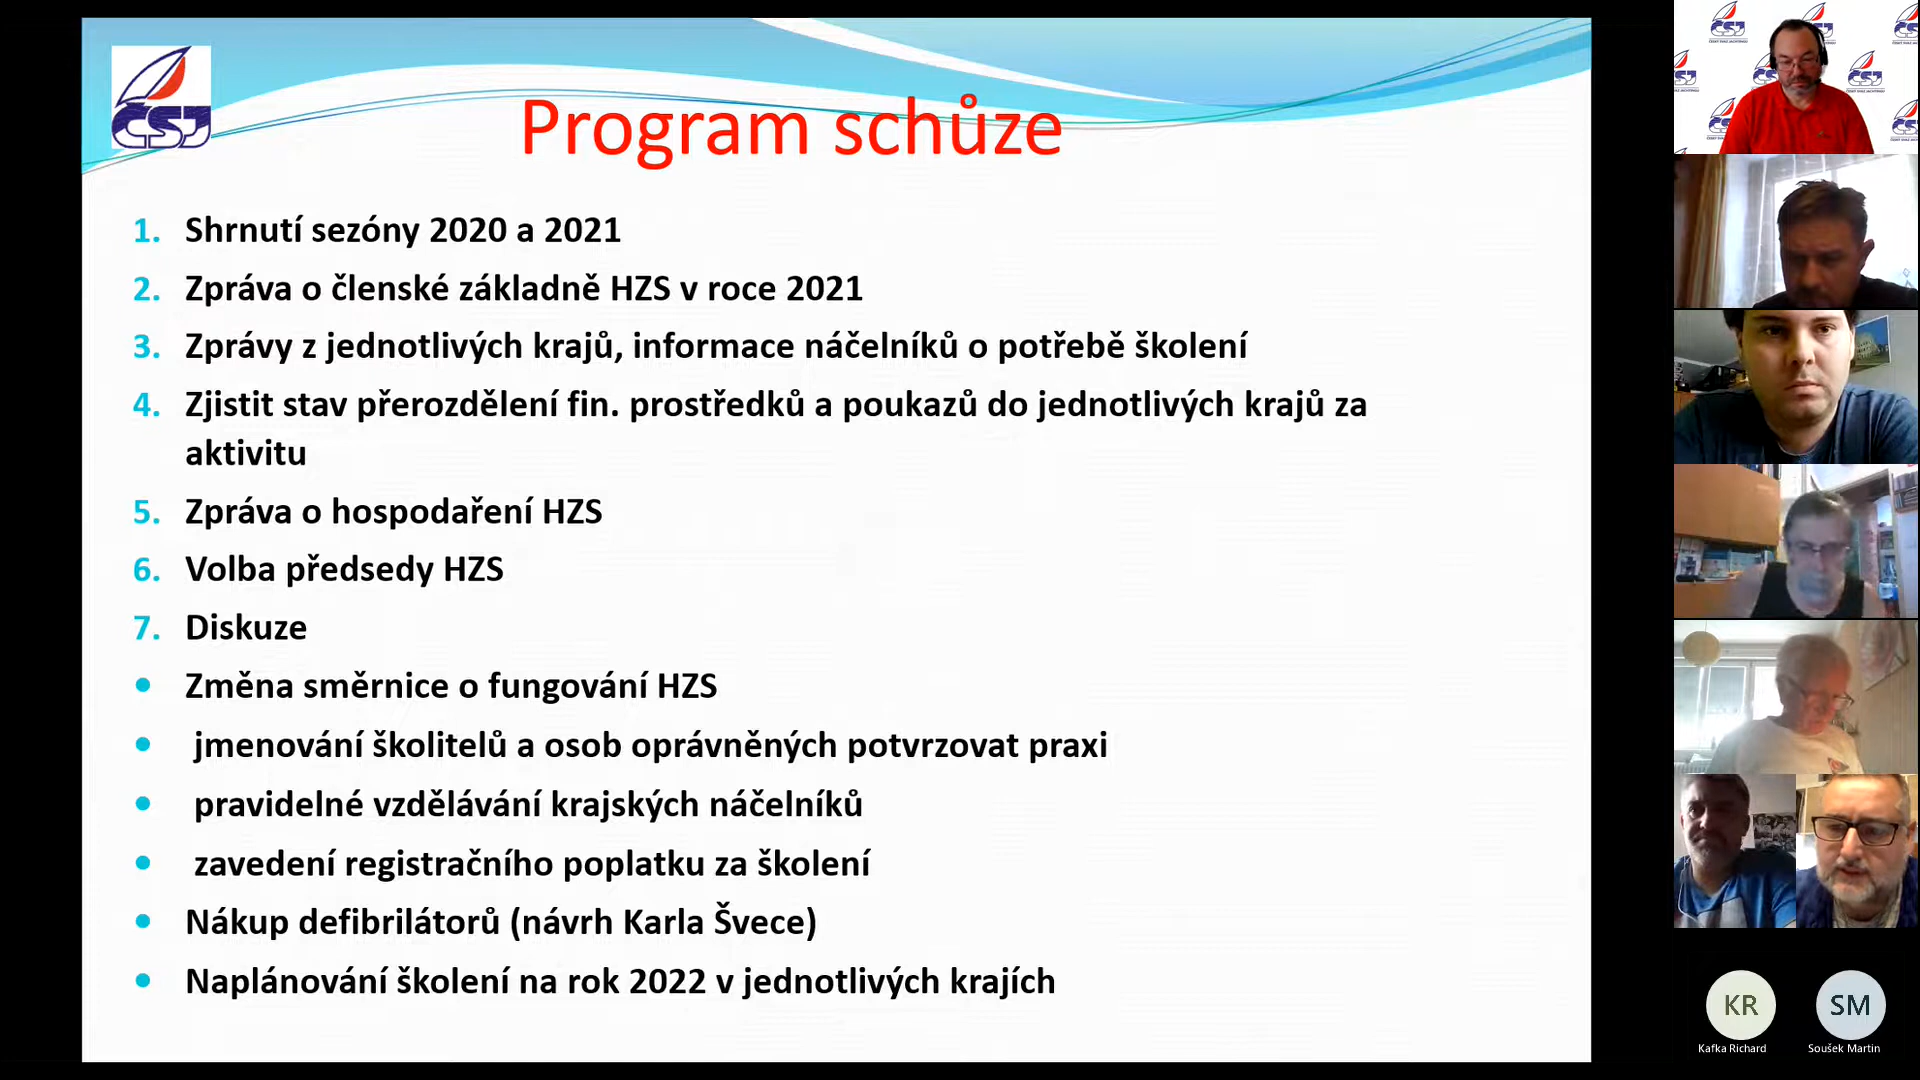 ČSJ
Program schůze
1. Shrnutí sezóny 2020 a 2021
2. Zpráva o členské základně HZS v roce 2021
3. Zprávy z jednotlivých krajů, informace náčelníků o potřebě školení
4. Zjistit stav přerozdělení fin. prostředků a poukazů do jednotlivých krajů za
aktivitu
5. Zpráva o hospodaření HZS
6. Volba předsedy HZS
7. Diskuze
• Změna směrnice o fungování HZS
• jmenování školitelů a osob oprávněných potvrzovat praxi
• pravidelné vzdělávání krajských náčelníků
• zavedení registračního poplatku za školení
• Nákup defibrilátorů (návrh Karla Švece)
• Naplánování školení na rok 2022 v jednotlivých krajích
KR
Kafka Richard
SM
Soušek Martin